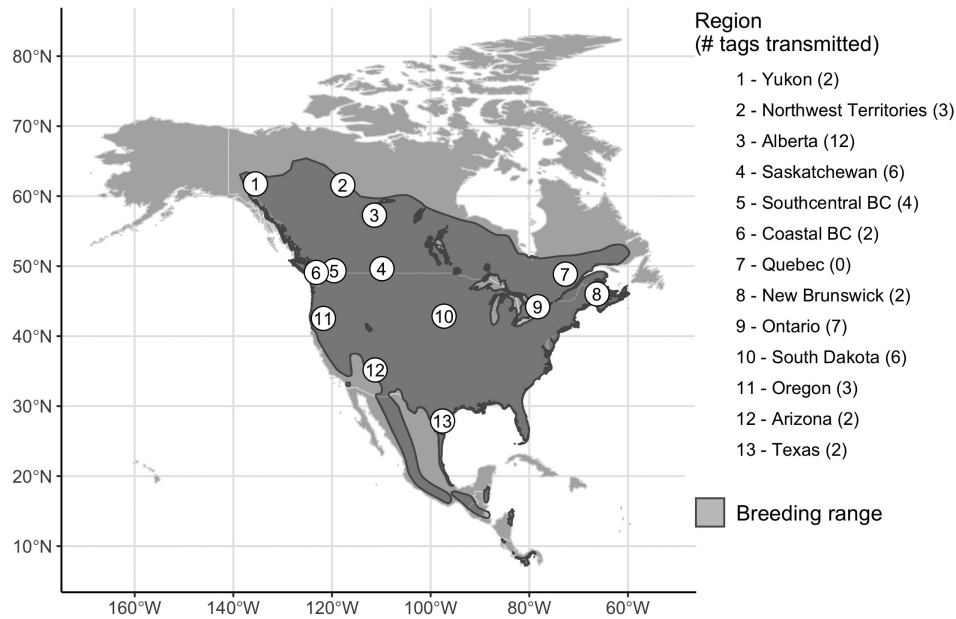 Region
(# tags transmitted)
1 - Yukon (2)
2 - Northwest Territories (3)
3 - Alberta (12)
4 - Saskatchewan (6)
5 - Southcentral BC (4)
6 - Coastal BC (2)
7 - Quebec (0)
8 - New Brunswick (2)
9 - Ontario (7)
10 - South Dakota (6)
11 - Oregon (3)
12 - Arizona (2)
13 - Texas (2)
Breeding range
80°N
70°N
60°N
50°N
40°N
30°N
20°N
10°N
1
2
3
6 5 4
7
8
9
10
11
12
13
160°W 140°W 120°W 100°W 80°W 60°W